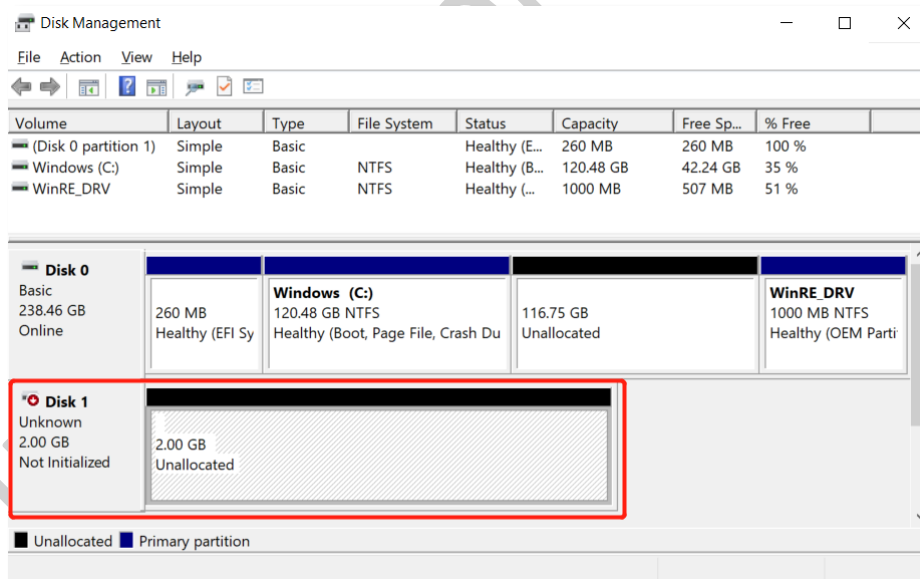 Disk Management
File Action View Help
Volume Layout Type File System Status Capacity Free Sp... % Free
(Disk 0 partition 1) Simple Basic Healthy (E... 260 MB 260 MB 100 %
Windows (C:) Simple Basic NTFS Healthy (B... 120.48 GB 42.24 GB 35 %
WinRE_DRV Simple Basic NTFS Healthy (... 1000 MB 507 MB 51 %
Disk 0
Basic
238.46 GB
Online
260 MB
Healthy (EFI Sy
Windows (C:)
120.48 GB NTFS
Healthy (Boot, Page File, Crash Du
116.75 GB
Unallocated
WinRE_DRV
1000 MB NTFS
Healthy (OEM Parti
Disk 1
Unknown
2.00 GB
Not Initialized
2.00 GB
Unallocated
Unallocated Primary partition